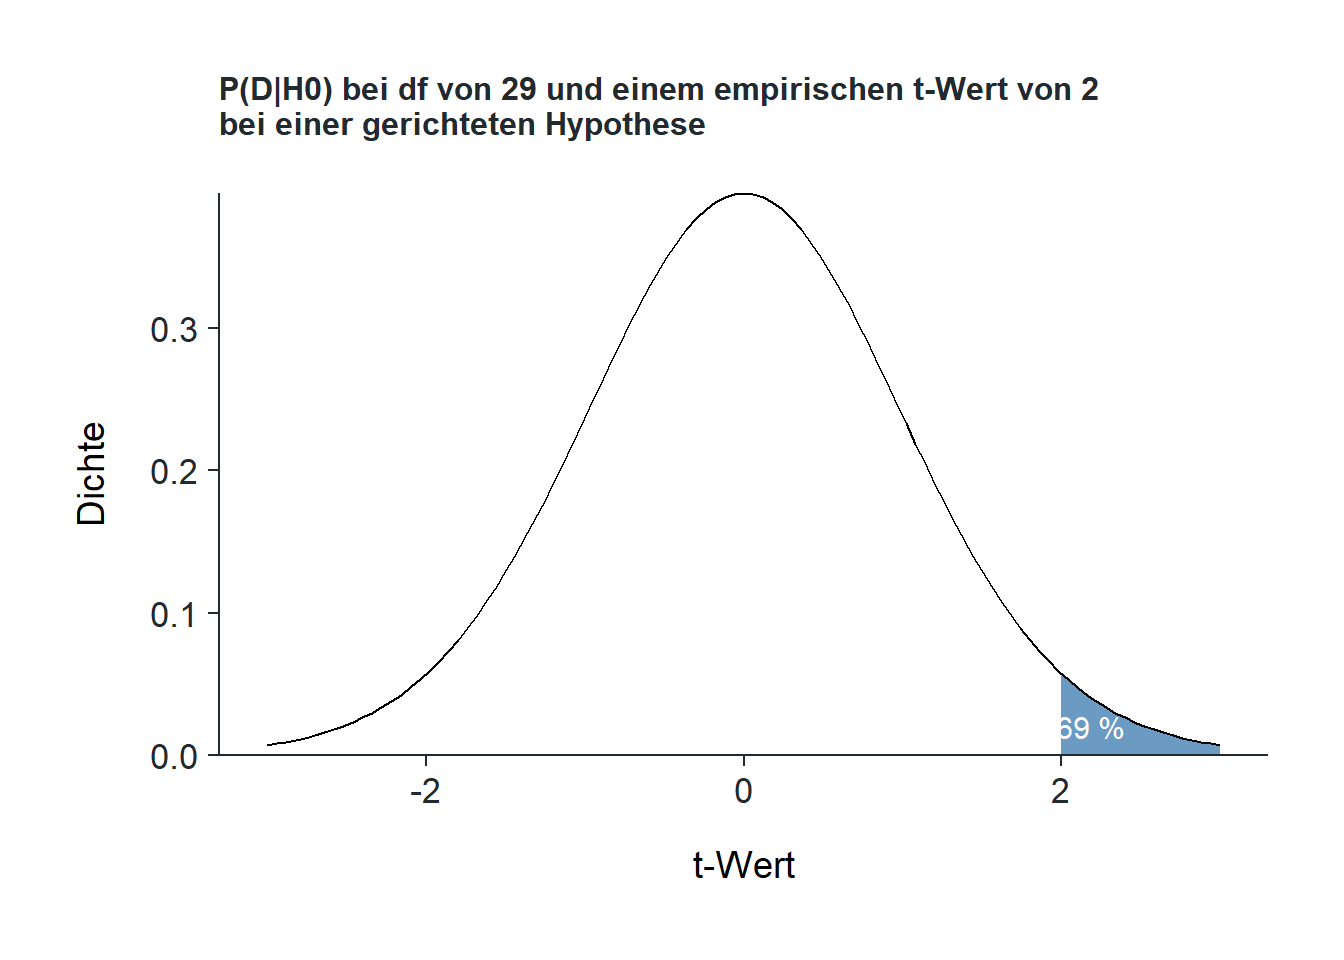 P(D|H0) bei df von 29 und einem empirischen t-Wert von 2
bei einer gerichteten Hypothese
Dichte
0.3
0.2
0.1
0.0
69 %
-2
0
2
t-Wert